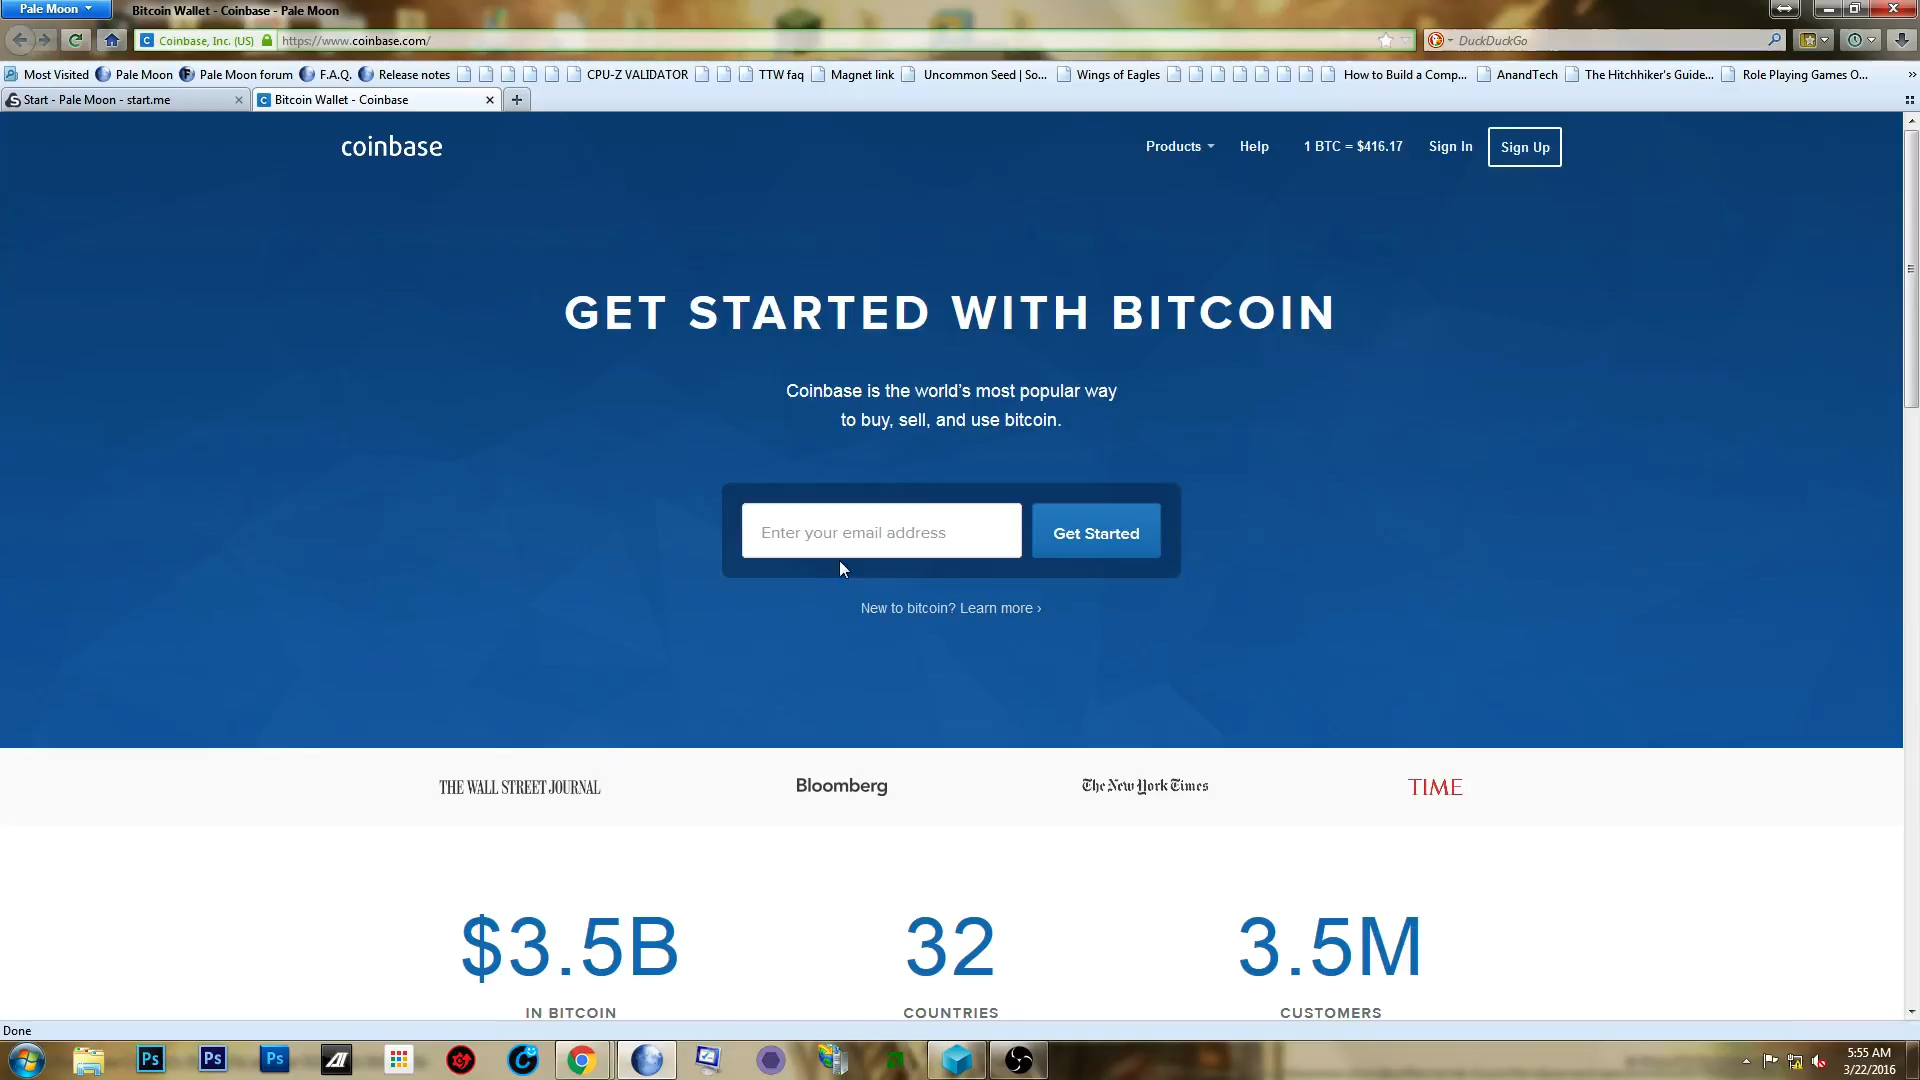 Pale Moon
Bitcoin Wallet - Coinbase - Pale Moon
Coinbase, Inc. (US)
https://www.coinbase.com/
DuckDuckGo
Most Visited
Pale Moon
Pale Moon forum
F.A.Q.
Release notes
CPU-Z VALIDATOR
TTW faq
Magnet link
Uncommon Seed | So...
Wings of Eagles
How to Build a Comp...
AnandTech
The Hitchhiker's Guide...
Role Playing Games O...
Start - Pale Moon - start.me
Bitcoin Wallet - Coinbase
coinbase
Products
Help
1 BTC = $416.17
Sign In
Sign Up
GET STARTED WITH BITCOIN
Coinbase is the world's most popular way
to buy, sell, and use bitcoin.
Enter your email address
Get Started
New to bitcoin? Learn more ›
THE WALL STREET JOURNAL
Bloomberg
The New York Times
TIME
$3.5B
32
3.5M
IN BITCOIN
COUNTRIES
CUSTOMERS
Done
Ps
Ps
Ps
5:55 AM
3/22/2016